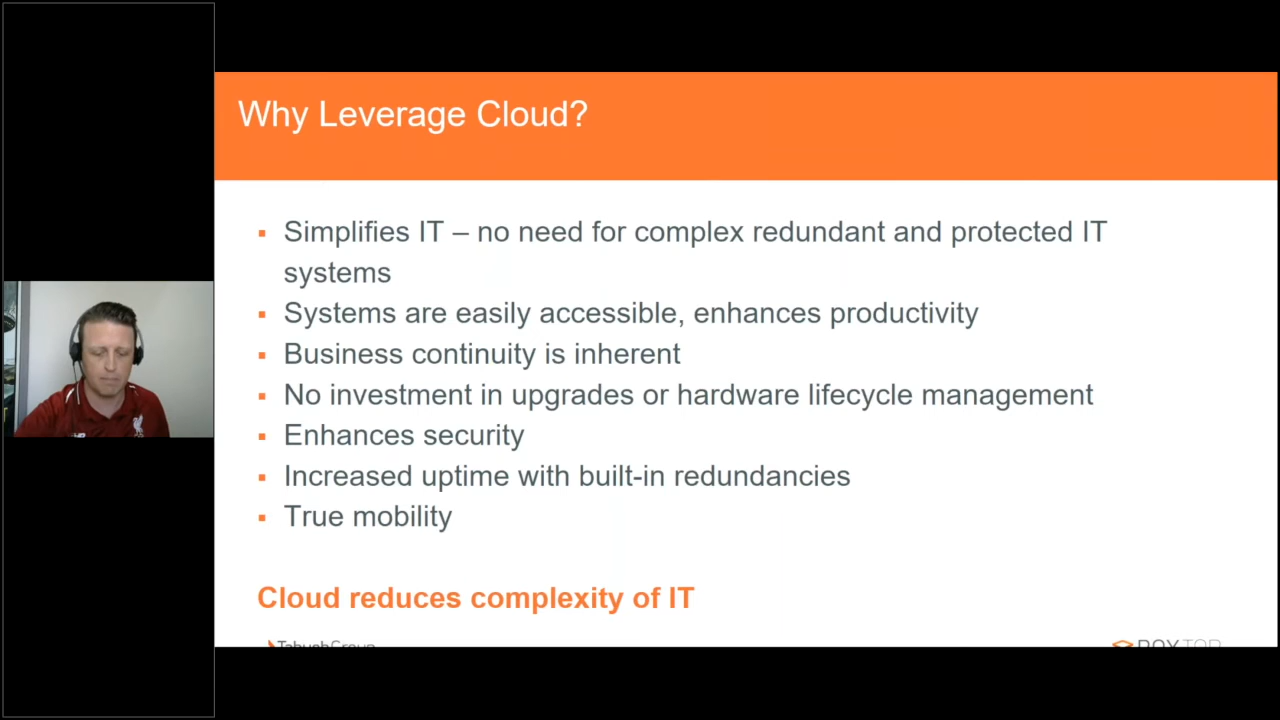 Why Leverage Cloud?
Simplifies IT – no need for complex redundant and protected IT
systems
Systems are easily accessible, enhances productivity
Business continuity is inherent
No investment in upgrades or hardware lifecycle management
Enhances security
Increased uptime with built-in redundancies
True mobility
Cloud reduces complexity of IT
TabushGroup